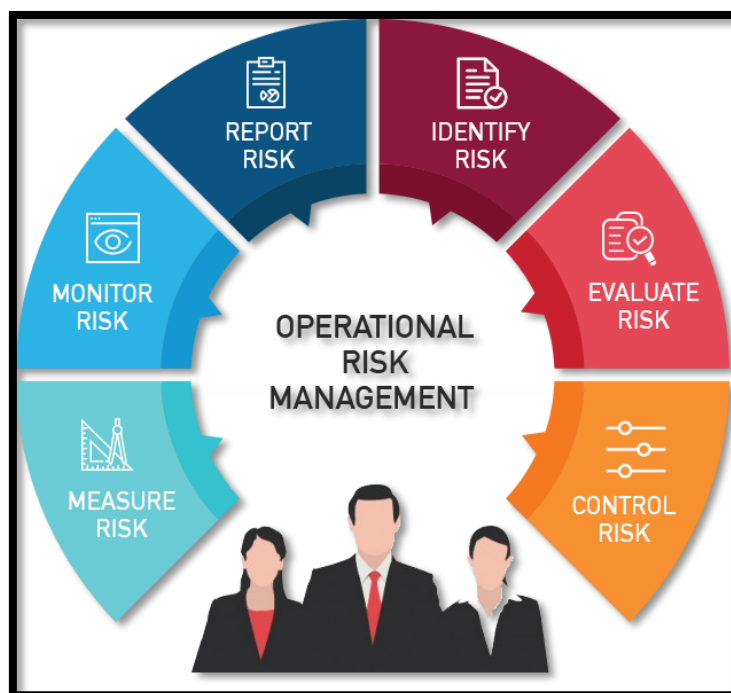 REPORT
RISK
IDENTIFY
RISK
MONITOR
RISK
EVALUATE
RISK
OPERATIONAL
RISK
MANAGEMENT
MEASURE
RISK
CONTROL
RISK